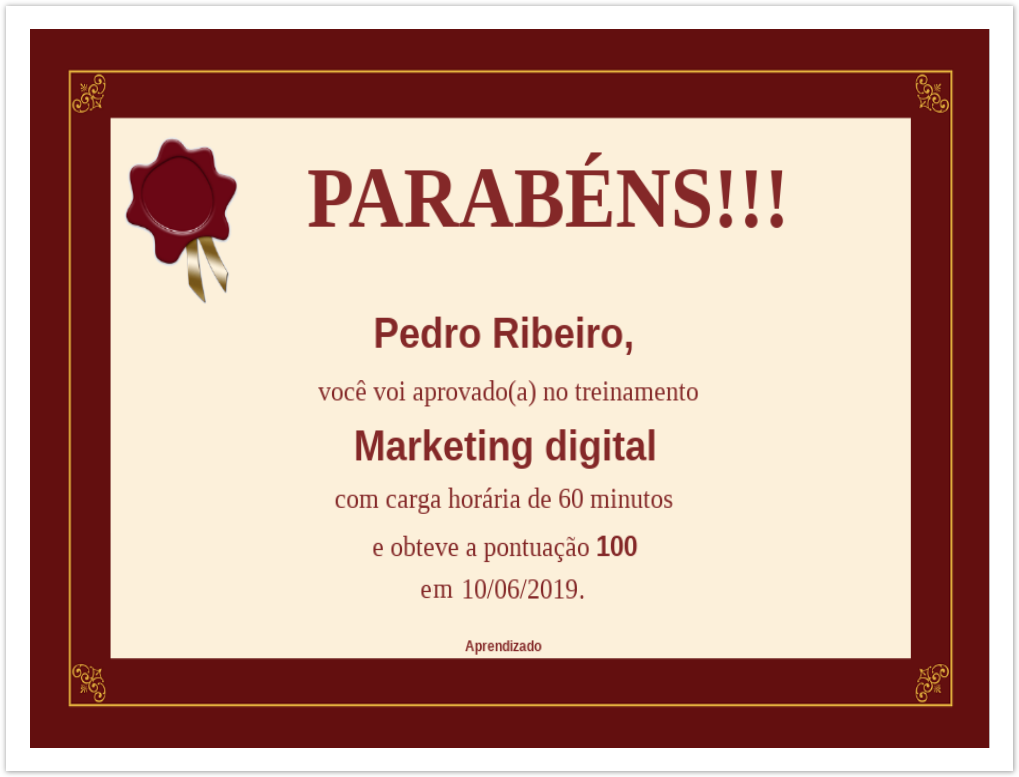 PARABÉNS!!!
Pedro Ribeiro,
você voi aprovado(a) no treinamento
Marketing digital
com carga horária de 60 minutos
e obteve a pontuação 100
em 10/06/2019.
Aprendizado